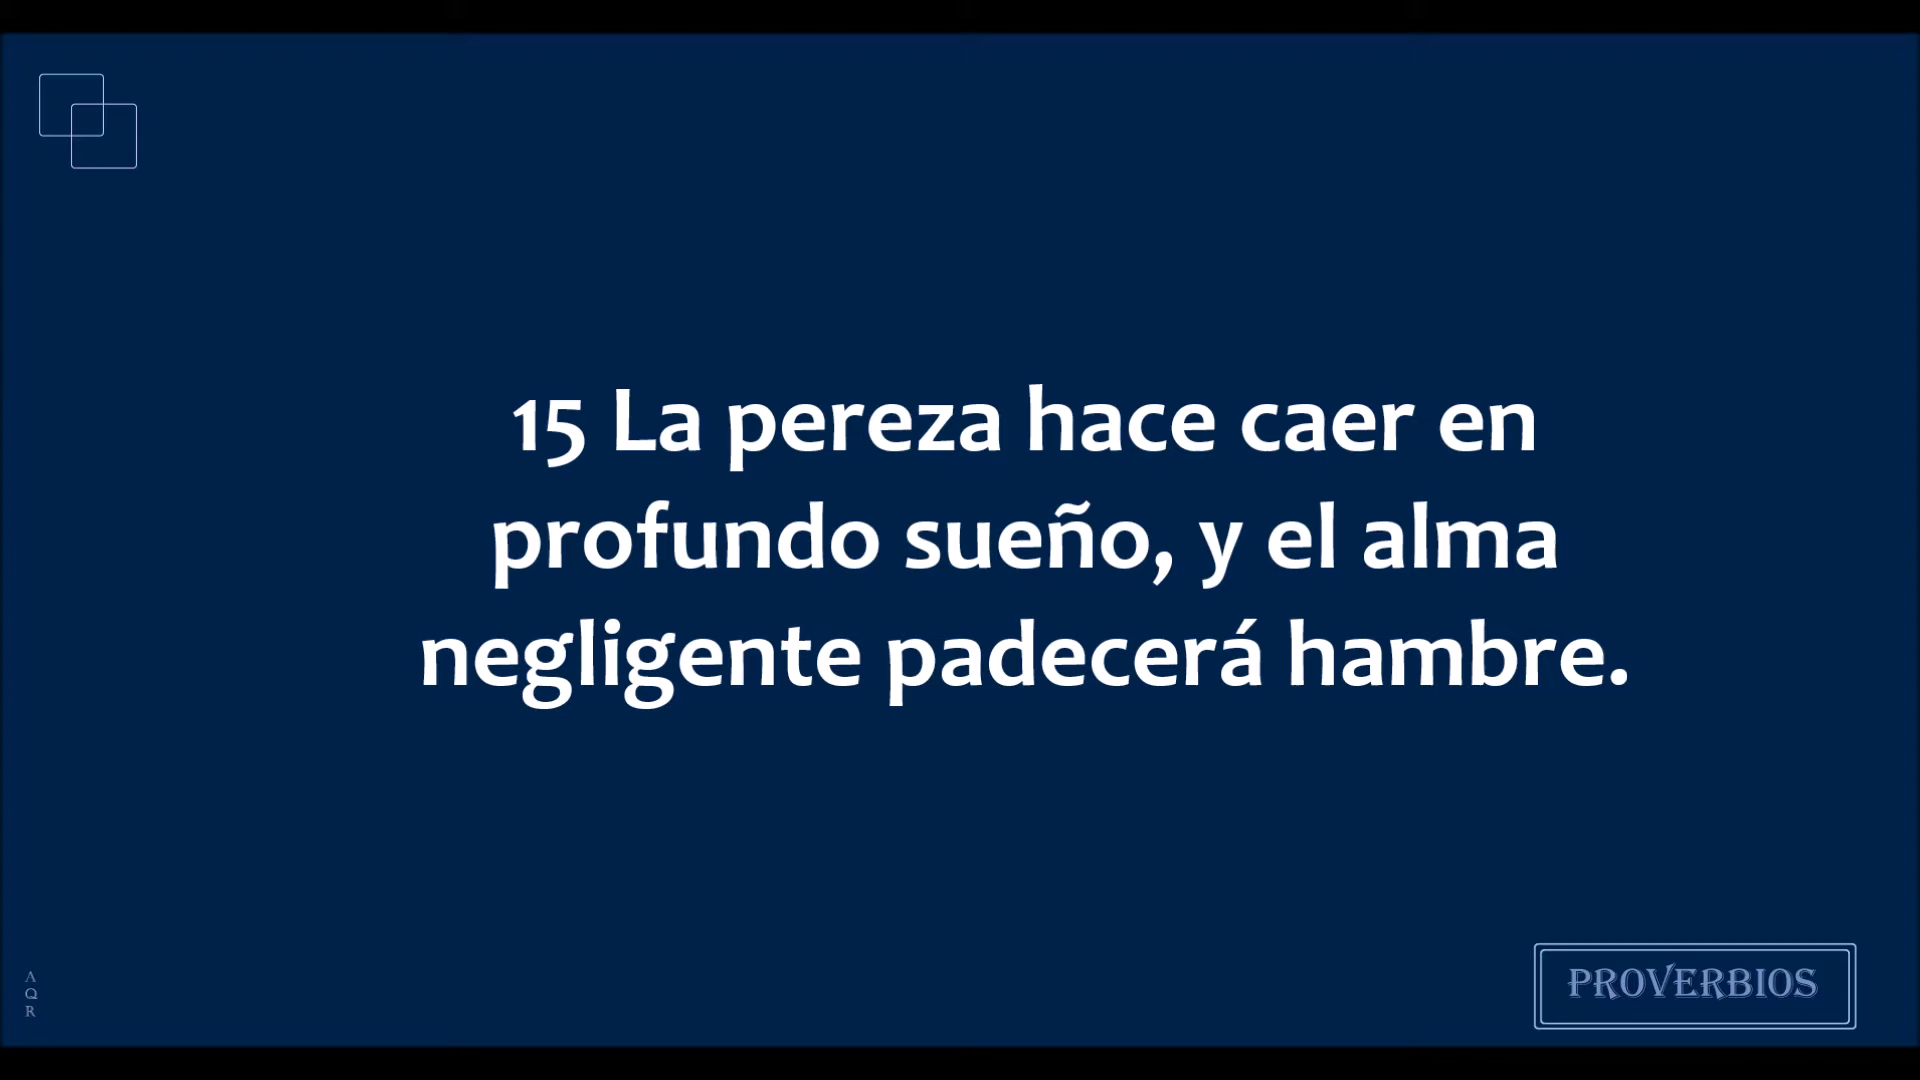 15 La pereza hace caer en
profundo sueño, y el alma
negligente padecerá hambre.
A
Q
R
PROVERBIOS